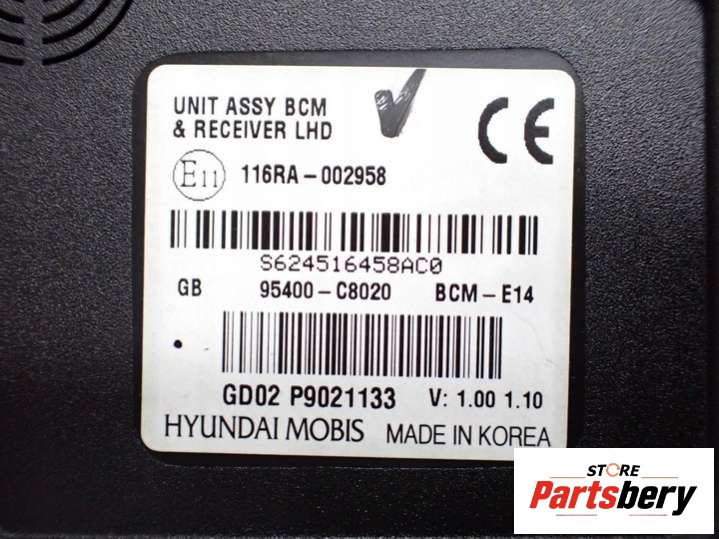 UNIT ASSY BCM
& RECEIVER LHD
CE
E11 116RA-002958
S624516458AC0
GB 95400-C8020 BCM-E14
GD02 P9021133 V: 1.00 1.10
HYUNDAI MOBIS MADE IN KOREA
STORE
Partsbery